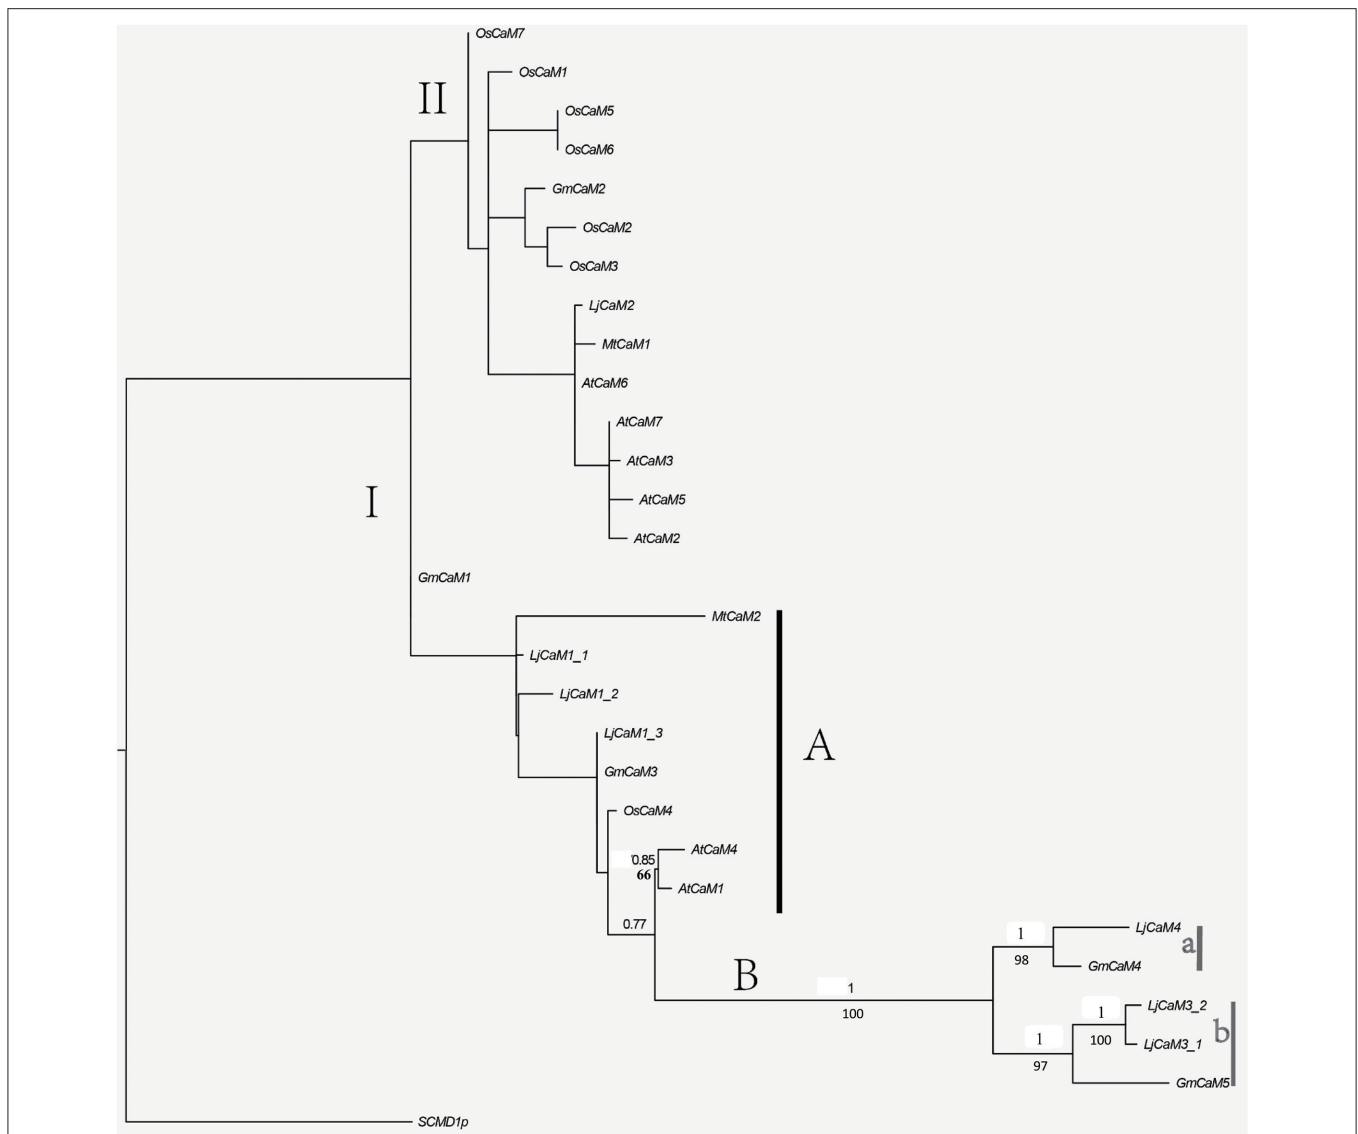 OsCaM7
OsCaM1
II
OsCaM5
OsCaM6
GmCaM2
OsCaM2
OsCaM3
LjCaM2
MtCaM1
AtCaM6
AtCaM7
AtCaM3
I
AtCaM5
AtCaM2
GmCaM1
MtCaM2
LjCaM1_1
LjCaM1_2
LjCaM1_3
A
GmCaM3
OsCaM4
AtCaM4
0.85
66
AtCaM1
0.77
LjCaM4
1
a
98
GmCaM4
B
1
100
LjCaM3_2
1
b
1
100
LjCaM3_1
97
GmCaM5
SCMD1p